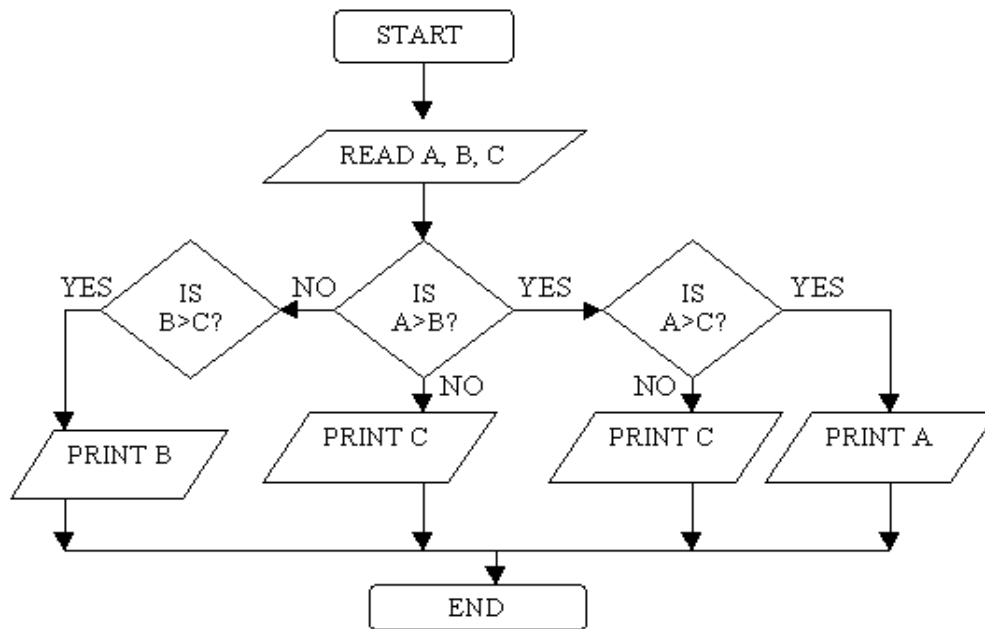 START
READ A, B, C
YES
IS
B>C?
NO
IS
A>B?
YES
IS
A>C?
YES
NO
NO
PRINT B
PRINT C
PRINT C
PRINT A
END